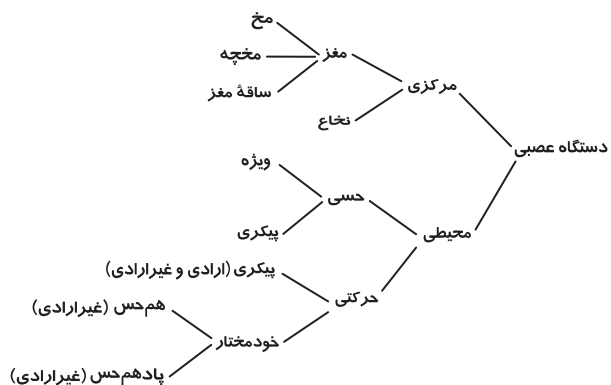 دستگاه عصبی
مرکزی
مغز
مخ
مخچه
ساقهٔ مغز
نخاع
محیطی
حسی
ویژه
پیکری
حرکتی
پیکری (ارادی و غیرارادی)
خودمختار
هم‌حس (غیرارادی)
پادهم‌حس (غیرارادی)